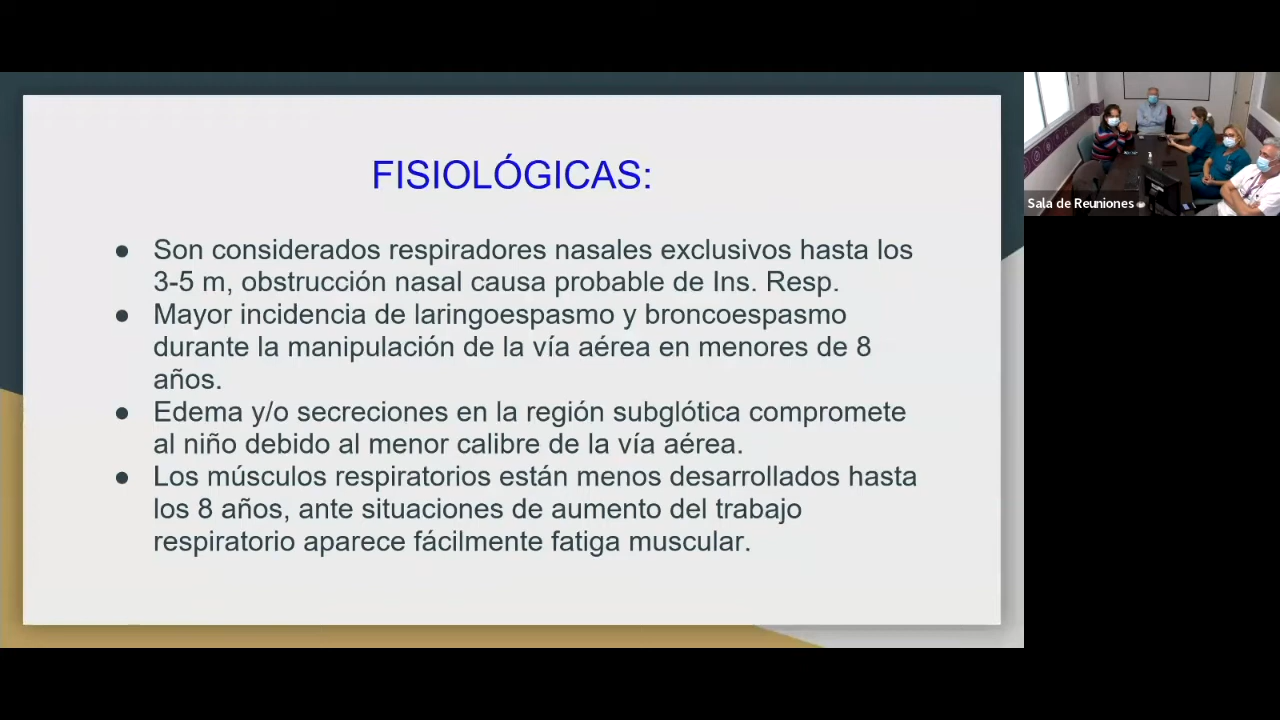 FISIOLÓGICAS:
● Son considerados respiradores nasales exclusivos hasta los
3-5 m, obstrucción nasal causa probable de Ins. Resp.
● Mayor incidencia de laringoespasmo y broncoespasmo
durante la manipulación de la vía aérea en menores de 8
años.
● Edema y/o secreciones en la región subglótica compromete
al niño debido al menor calibre de la vía aérea.
● Los músculos respiratorios están menos desarrollados hasta
los 8 años, ante situaciones de aumento del trabajo
respiratorio aparece fácilmente fatiga muscular.
Sala de Reuniones